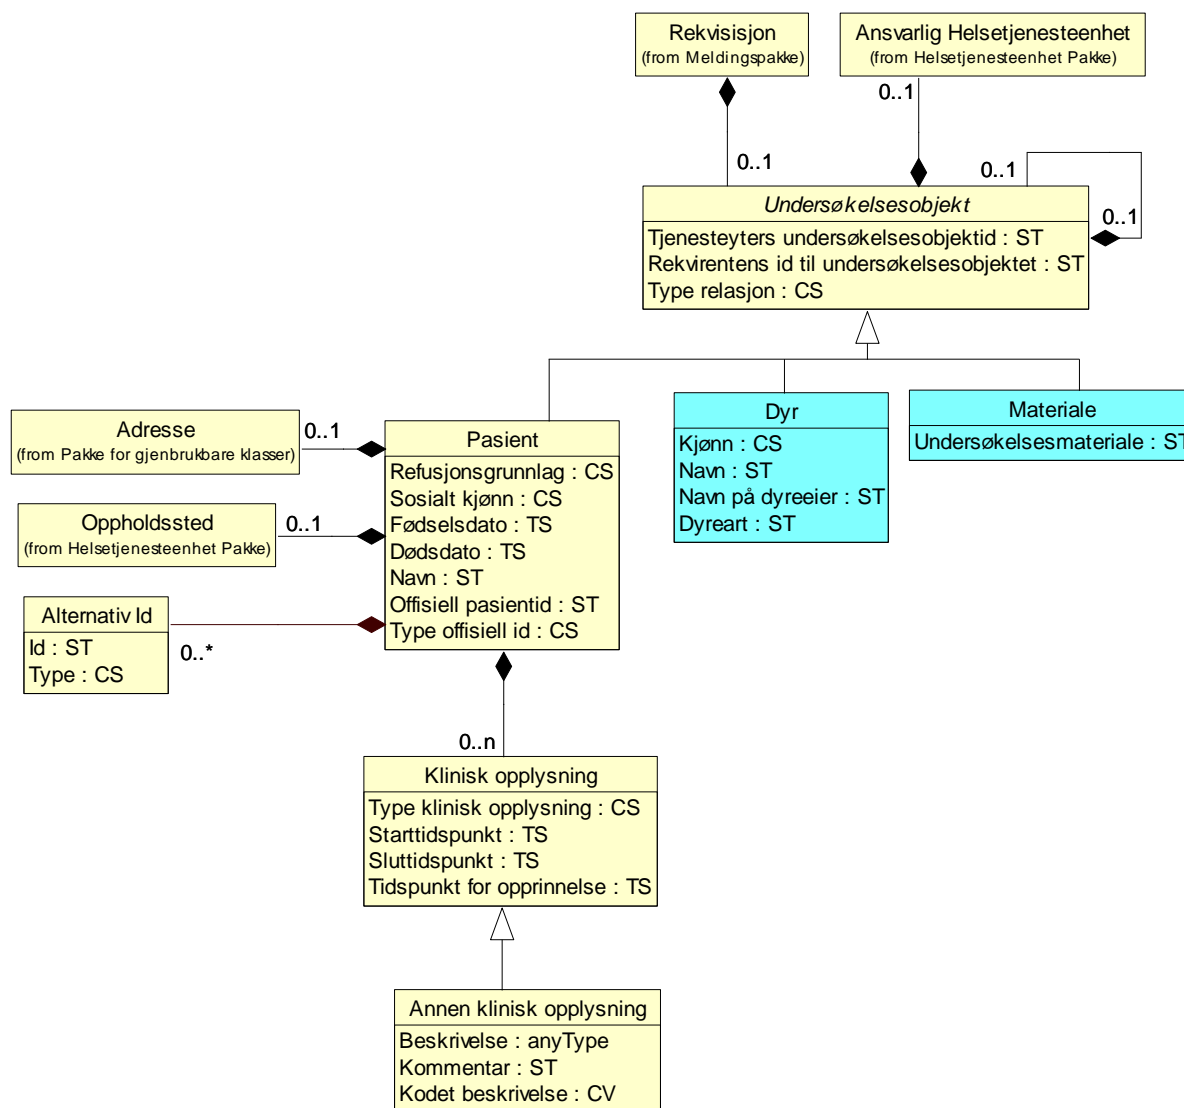 Rekvisisjon
(from Meldingspakke)
Ansvarlig Helsetjenesteenhet
(from Helsetjenesteenhet Pakke)
0..1
0..1
0..1
0..1
Undersøkelsesobjekt
Tjenesteyters undersøkelsesobjektid : ST
Rekvirentens id til undersøkelsesobjektet : ST
Type relasjon : CS
Adresse
(from Pakke for gjenbrukbare klasser)
0..1
Oppholdssted
(from Helsetjenesteenhet Pakke)
0..1
Alternativ Id
Id : ST
Type : CS
0..*
Pasient
Refusjonsgrunnlag : CS
Sosialt kjønn : CS
Fødselsdato : TS
Dødsdato : TS
Navn : ST
Offisiell pasientid : ST
Type offisiell id : CS
Dyr
Kjønn : CS
Navn : ST
Navn på dyreeier : ST
Dyreart : ST
Materiale
Undersøkelsesmateriale : ST
0..n
Klinisk opplysning
Type klinisk opplysning : CS
Starttidspunkt : TS
Sluttidspunkt : TS
Tidspunkt for opprinnelse : TS
Annen klinisk opplysning
Beskrivelse : anyType
Kommentar : ST
Kodet beskrivelse : CV